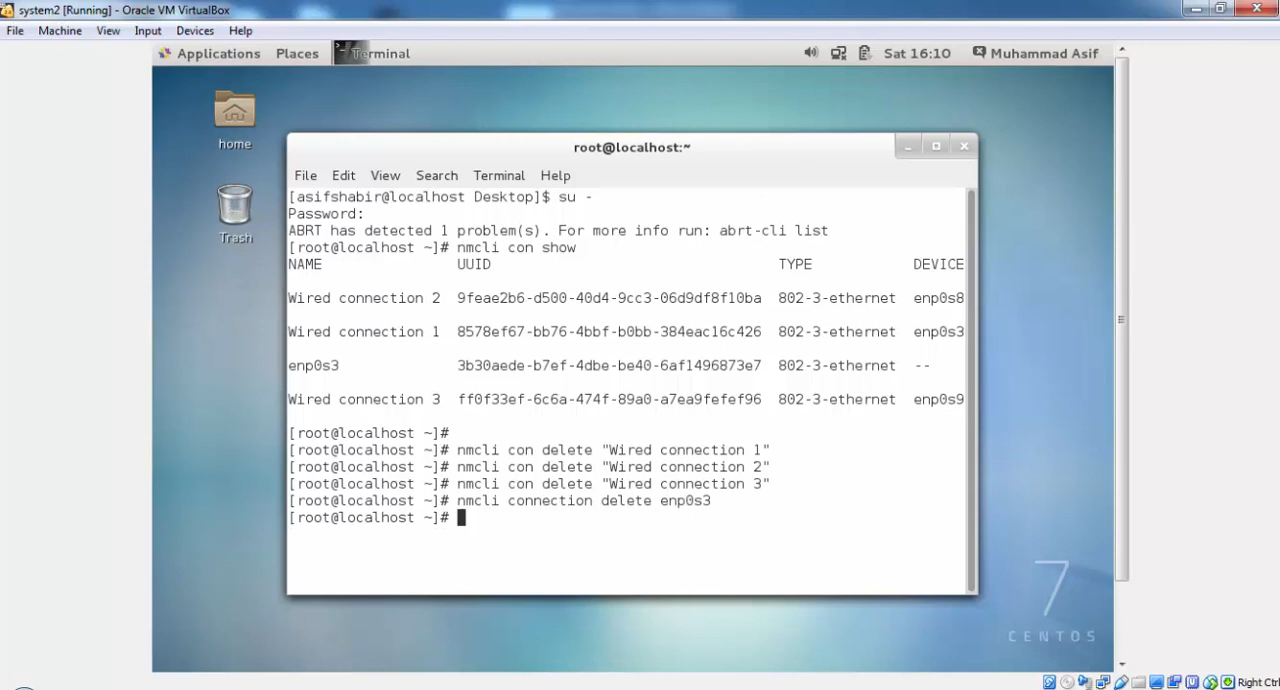 system2 [Running] - Oracle VM VirtualBox
File Machine View Input Devices Help
Applications Places Terminal Sat 16:10 Muhammad Asif
home
Trash
root@localhost:~
File Edit View Search Terminal Help
[asifshabir@localhost Desktop]$ su -
Password:
ABRT has detected 1 problem(s). For more info run: abrt-cli list
[root@localhost ~]# nmcli con show
NAME UUID TYPE DEVICE
Wired connection 2 9feae2b6-d500-40d4-9cc3-06d9df8f10ba 802-3-ethernet enp0s8
Wired connection 1 8578ef67-bb76-4bbf-b0bb-384eac16c426 802-3-ethernet enp0s3
enp0s3 3b30aede-b7ef-4dbe-be40-6af1496873e7 802-3-ethernet --
Wired connection 3 ff0f33ef-6c6a-474f-89a0-a7ea9fefef96 802-3-ethernet enp0s9
[root@localhost ~]#
[root@localhost ~]# nmcli con delete "Wired connection 1"
[root@localhost ~]# nmcli con delete "Wired connection 2"
[root@localhost ~]# nmcli con delete "Wired connection 3"
[root@localhost ~]# nmcli connection delete enp0s3
[root@localhost ~]#
7
CENTOS
Right Ctrl